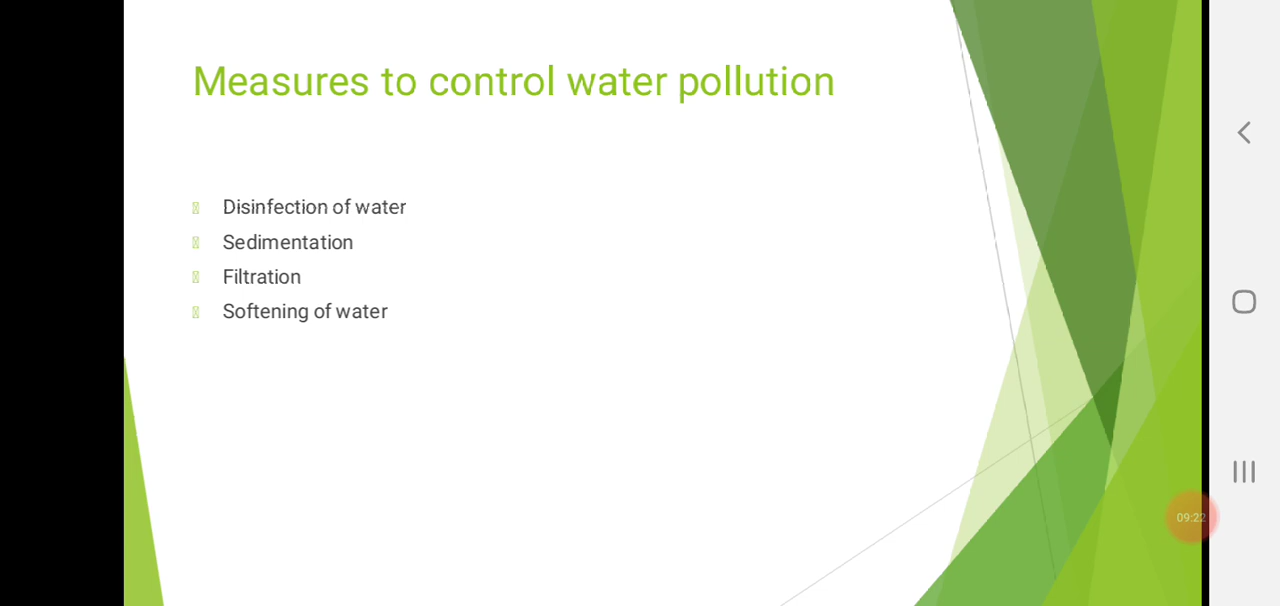 Measures to control water pollution
Disinfection of water
Sedimentation
Filtration
Softening of water
09:22